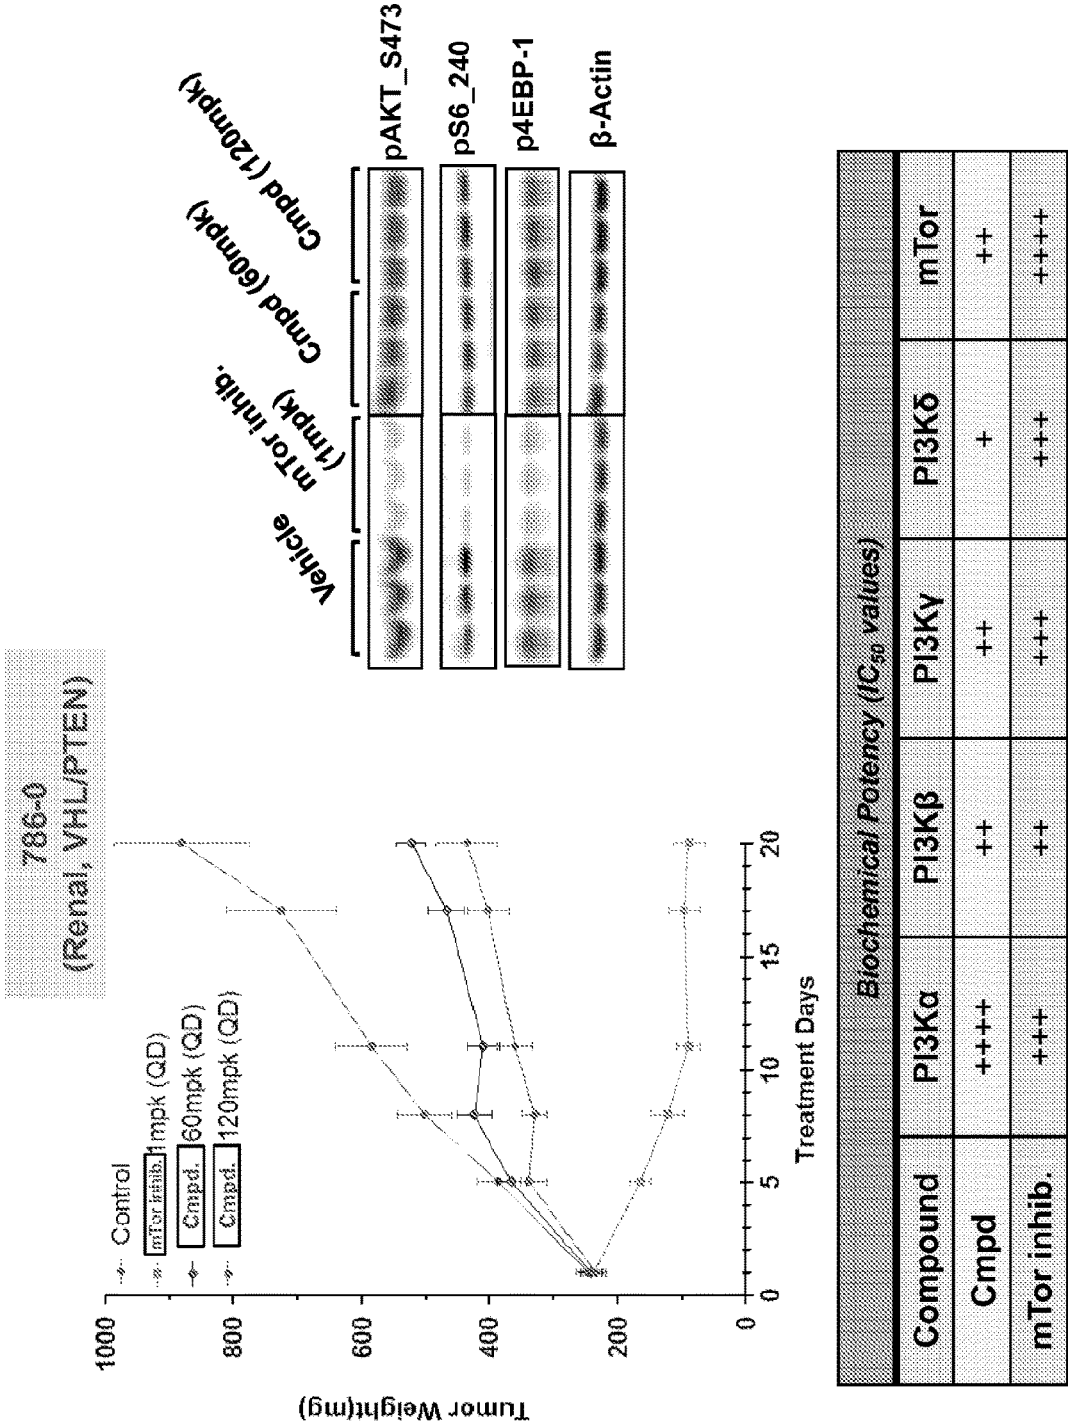 786-0
(Renal, VHL/PTEN)
Control
mTor inhib. 1mpk (QD)
Cmpd. 60mpk (QD)
Cmpd. 120mpk (QD)
Tumor Weight(mg)
1000
800
600
400
200
0
0 5 10 15 20
Treatment Days
Vehicle
mTor inhib.
(1mpk)
Cmpd (60mpk)
Cmpd (120mpk)
pAKT_S473
pS6_240
p4EBP-1
β-Actin
Biochemical Potency (IC50 values)
Compound PI3Kα PI3Kβ PI3Kγ PI3Kδ mTor
Cmpd ++++ ++ ++ + ++
mTor inhib. +++ ++ +++ +++ ++++